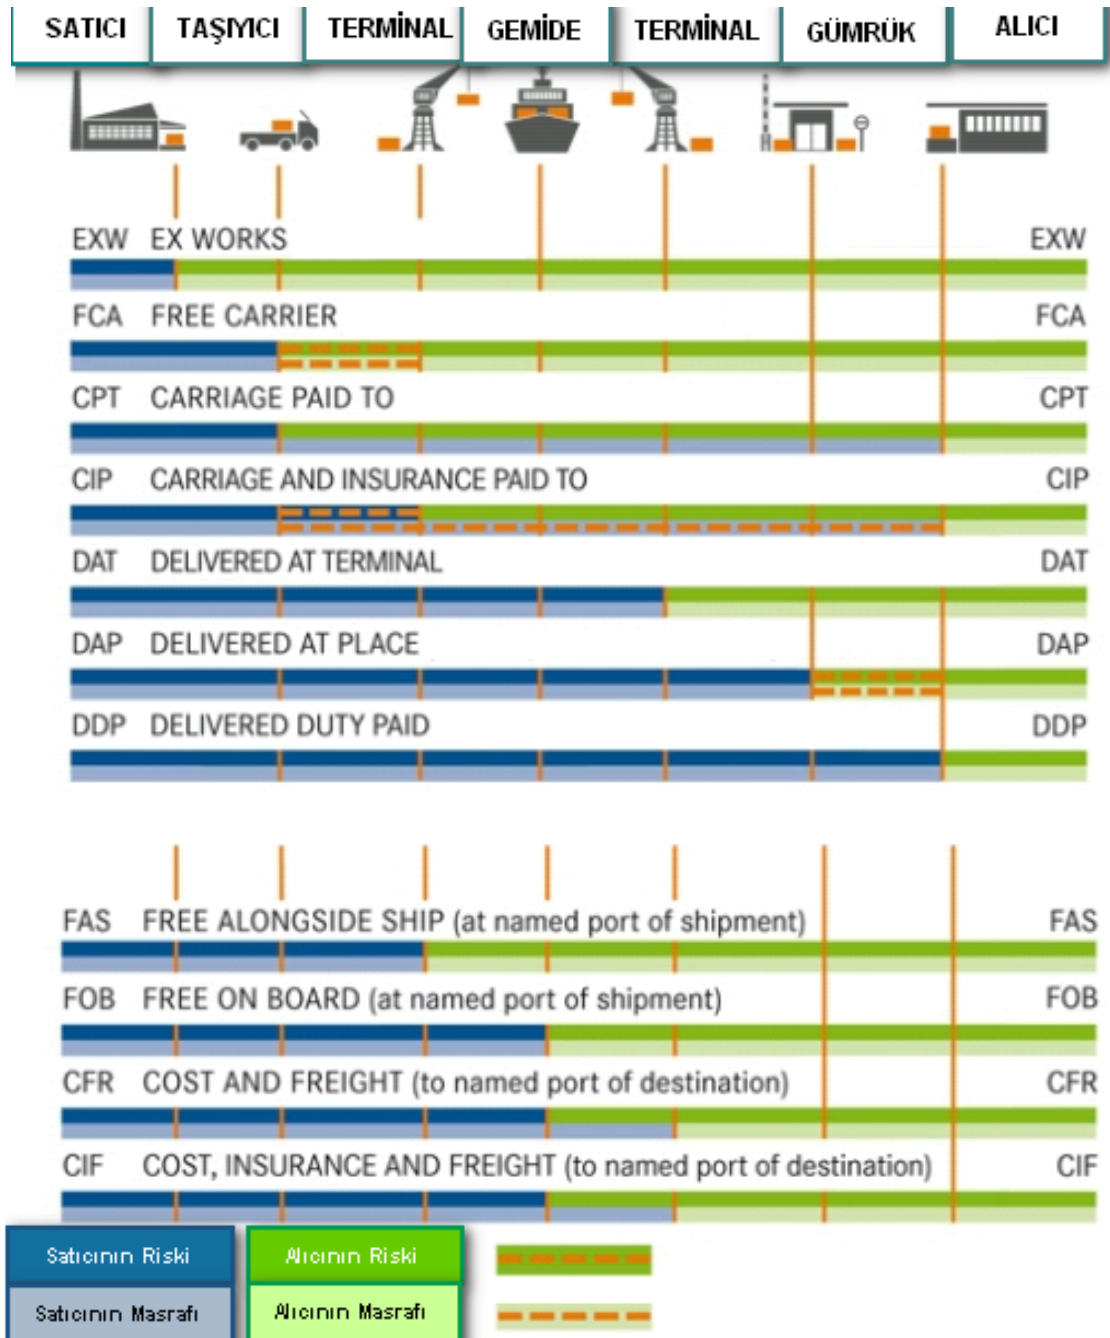 SATICI TAŞIYICI TERMİNAL GEMİDE TERMİNAL GÜMRÜK ALICI
EXW EX WORKS EXW
FCA FREE CARRIER FCA
CPT CARRIAGE PAID TO CPT
CIP CARRIAGE AND INSURANCE PAID TO CIP
DAT DELIVERED AT TERMINAL DAT
DAP DELIVERED AT PLACE DAP
DDP DELIVERED DUTY PAID DDP
FAS FREE ALONGSIDE SHIP (at named port of shipment) FAS
FOB FREE ON BOARD (at named port of shipment) FOB
CFR COST AND FREIGHT (to named port of destination) CFR
CIF COST, INSURANCE AND FREIGHT (to named port of destination) CIF
Satıcının Riski Alıcının Riski
Satıcının Masrafı Alıcının Masrafı